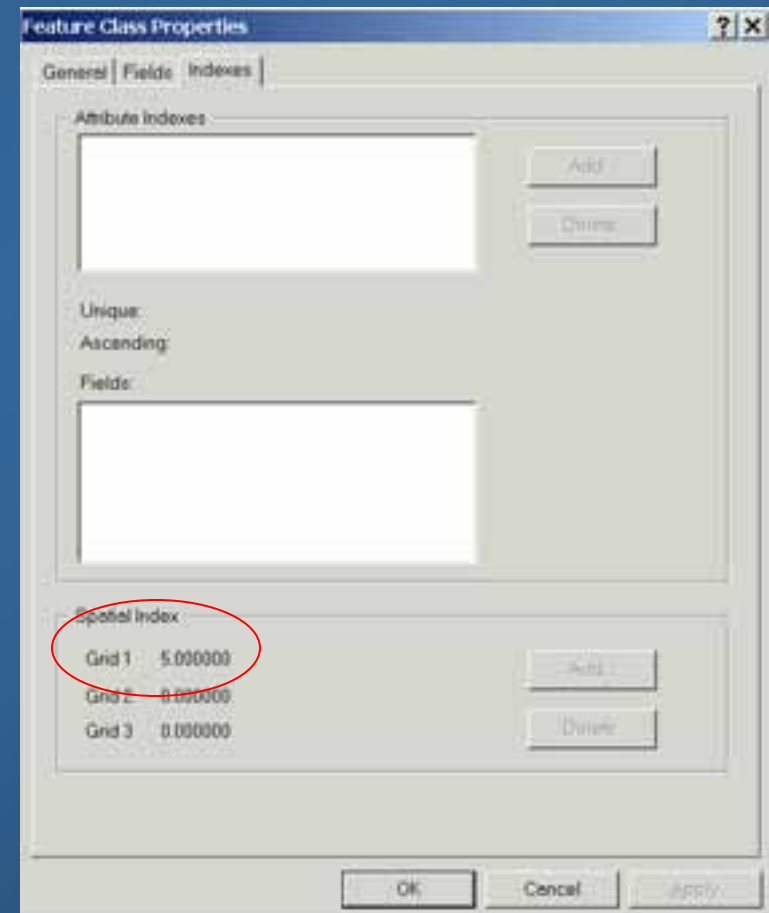 Feature Class Properties
General Fields Indexes
Attribute Indexes
Add
Delete
Unique:
Ascending:
Fields:
Spatial Index
Grid 1 5.000000
Add
Grid 2 0.000000
Grid 3 0.000000
Delete
OK Cancel Apply